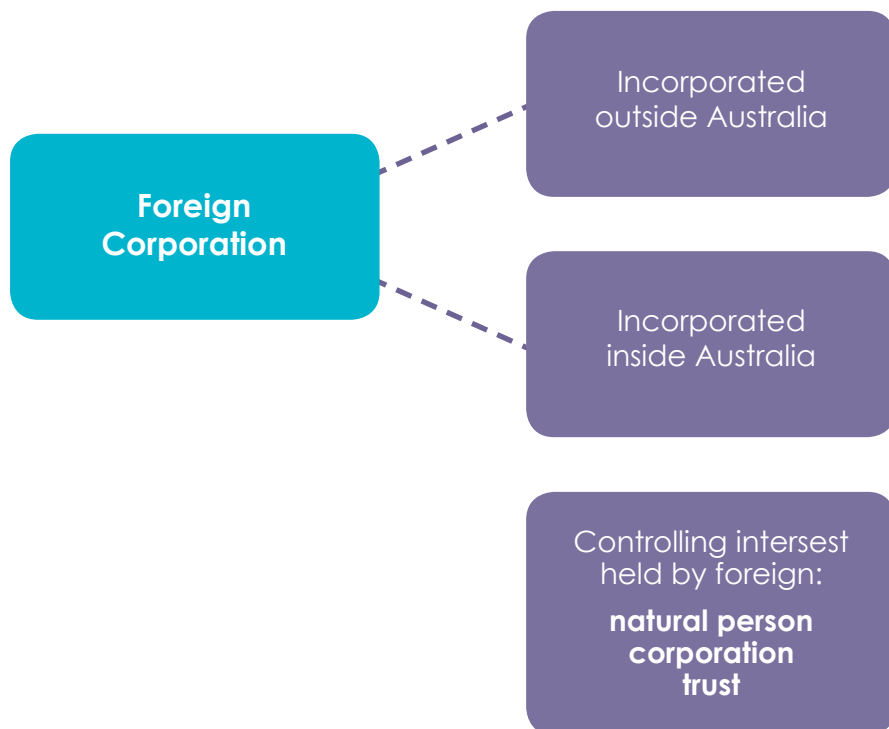 Foreign
Corporation
Incorporated
outside Australia
Incorporated
inside Australia
Controlling intersest
held by foreign:
natural person
corporation
trust